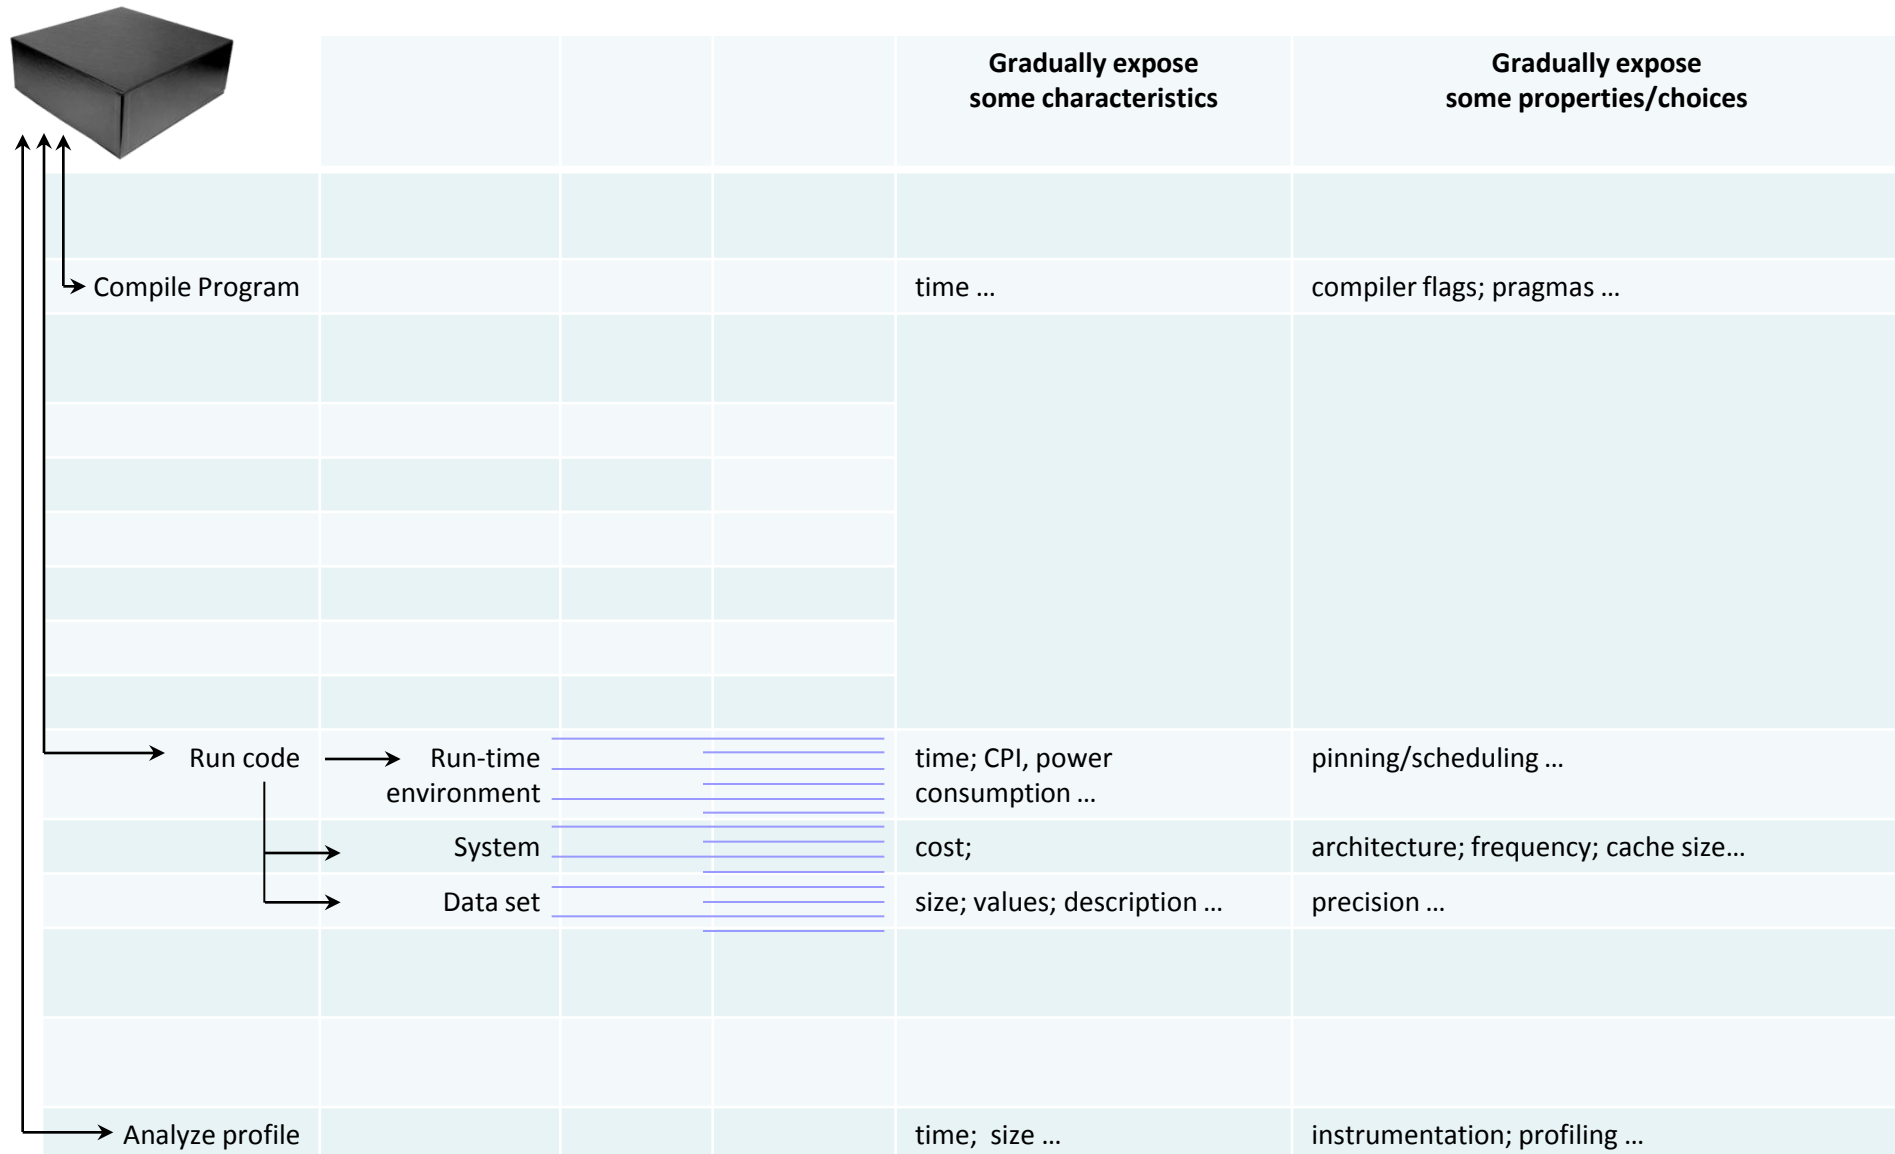 Gradually expose
some characteristics
Gradually expose
some properties/choices
Compile Program
time ...
compiler flags; pragmas ...
Run code
Run-time
environment
time; CPI, power
consumption ...
pinning/scheduling ...
System
cost;
architecture; frequency; cache size...
Data set
size; values; description ...
precision ...
Analyze profile
time;  size ...
instrumentation; profiling ...